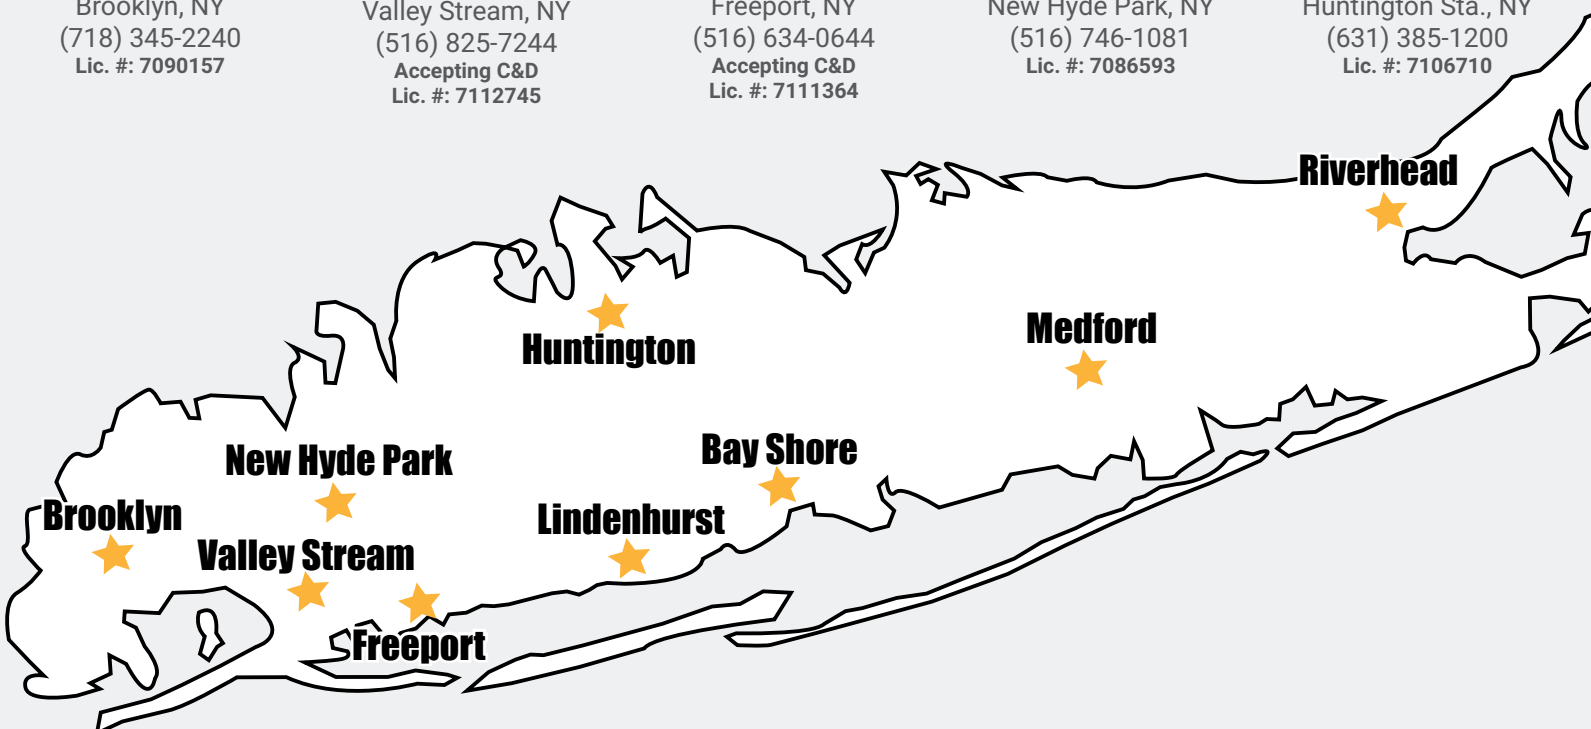 Brooklyn, NY
(718) 345-2240
Lic. #: 7090157
Valley Stream, NY
(516) 825-7244
Accepting C&D
Lic. #: 7112745
Freeport, NY
(516) 634-0644
Accepting C&D
Lic. #: 7111364
New Hyde Park, NY
(516) 746-1081
Lic. #: 7086593
Huntington Sta., NY
(631) 385-1200
Lic. #: 7106710
Riverhead
Medford
Huntington
Bay Shore
New Hyde Park
Lindenhurst
Brooklyn
Valley Stream
Freeport